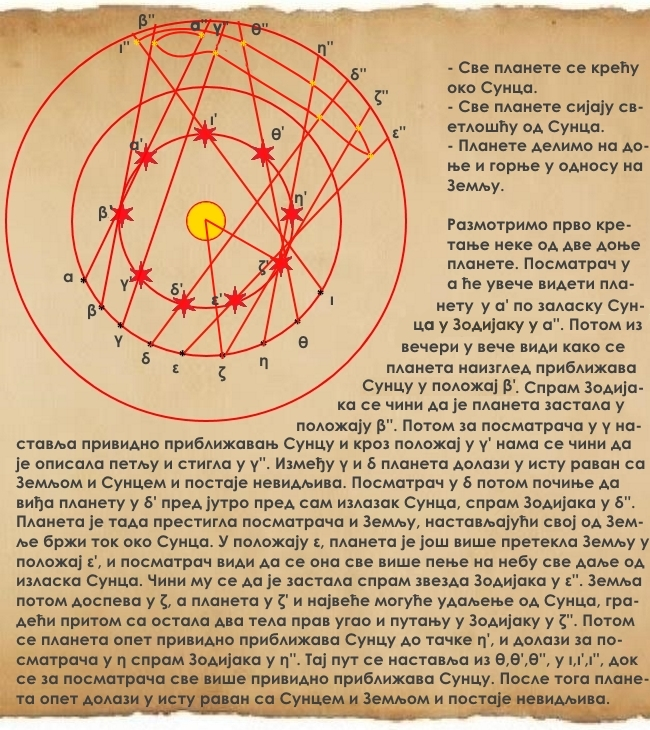 β''
α''
γ''
θ''
ι''
η''
δ''
ζ''
ε''
ι'
θ'
α'
β'
η'
γ'
δ'
ε'
ζ'
α
β
γ
δ
ε
ζ
η
θ
ι
- Све планете се крећу
око Сунца.
- Све планете сијају св-
етлошћу од Сунца.
- Планете делимо на до-
ње и горње у односу на
Земљу.
Размотримо прво кре-
тање неке од две доње
планете. Посматрач у
α ће увече видети пла-
нету у α' по заласку Сун-
ца у Зодијаку у α''. Потом из
вечери у вече види како се
планета наизглед приближава
Сунцу у положај β'. Спрам Зодија-
ка се чини да је планета застала у
положају β''. Потом за посматрача у γ на-
ставља привидно приближавањ Сунцу и кроз положај у γ' нама се чини да
је описала петљу и стигла у γ''. Између γ и δ планета долази у исту раван са
Земљом и Сунцем и постаје невидљива. Посматрач у δ потом почиње да
виђа планету у δ' пред јутро пред сам излазак Сунца, спрам Зодијака у δ''.
Планета је тада престигла посматрача и Земљу, настављајући свој од Зем-
ље бржи ток око Сунца. У положају ε, планета је још више претекла Земљу у
положај ε', и посматрач види да се она све више пење на небу све даље од
изласка Сунца. Чини му се да је застала спрам звезда Зодијака у ε''. Земља
потом доспева у ζ, а планета у ζ' и највеће могуће удаљење од Сунца, гра-
дећи притом са остала два тела прав угао и путању у Зодијаку у ζ''. Потом
се планета опет привидно приближава Сунцу до тачке η', и долази за по-
сматрача у η спрам Зодијака у η''. Тај пут се наставља из θ,θ',θ'', у ι,ι',ι'', док
се за посматрача све више привидно приближава Сунцу. После тога плане-
та опет долази у исту раван са Сунцем и Земљом и постаје невидљива.